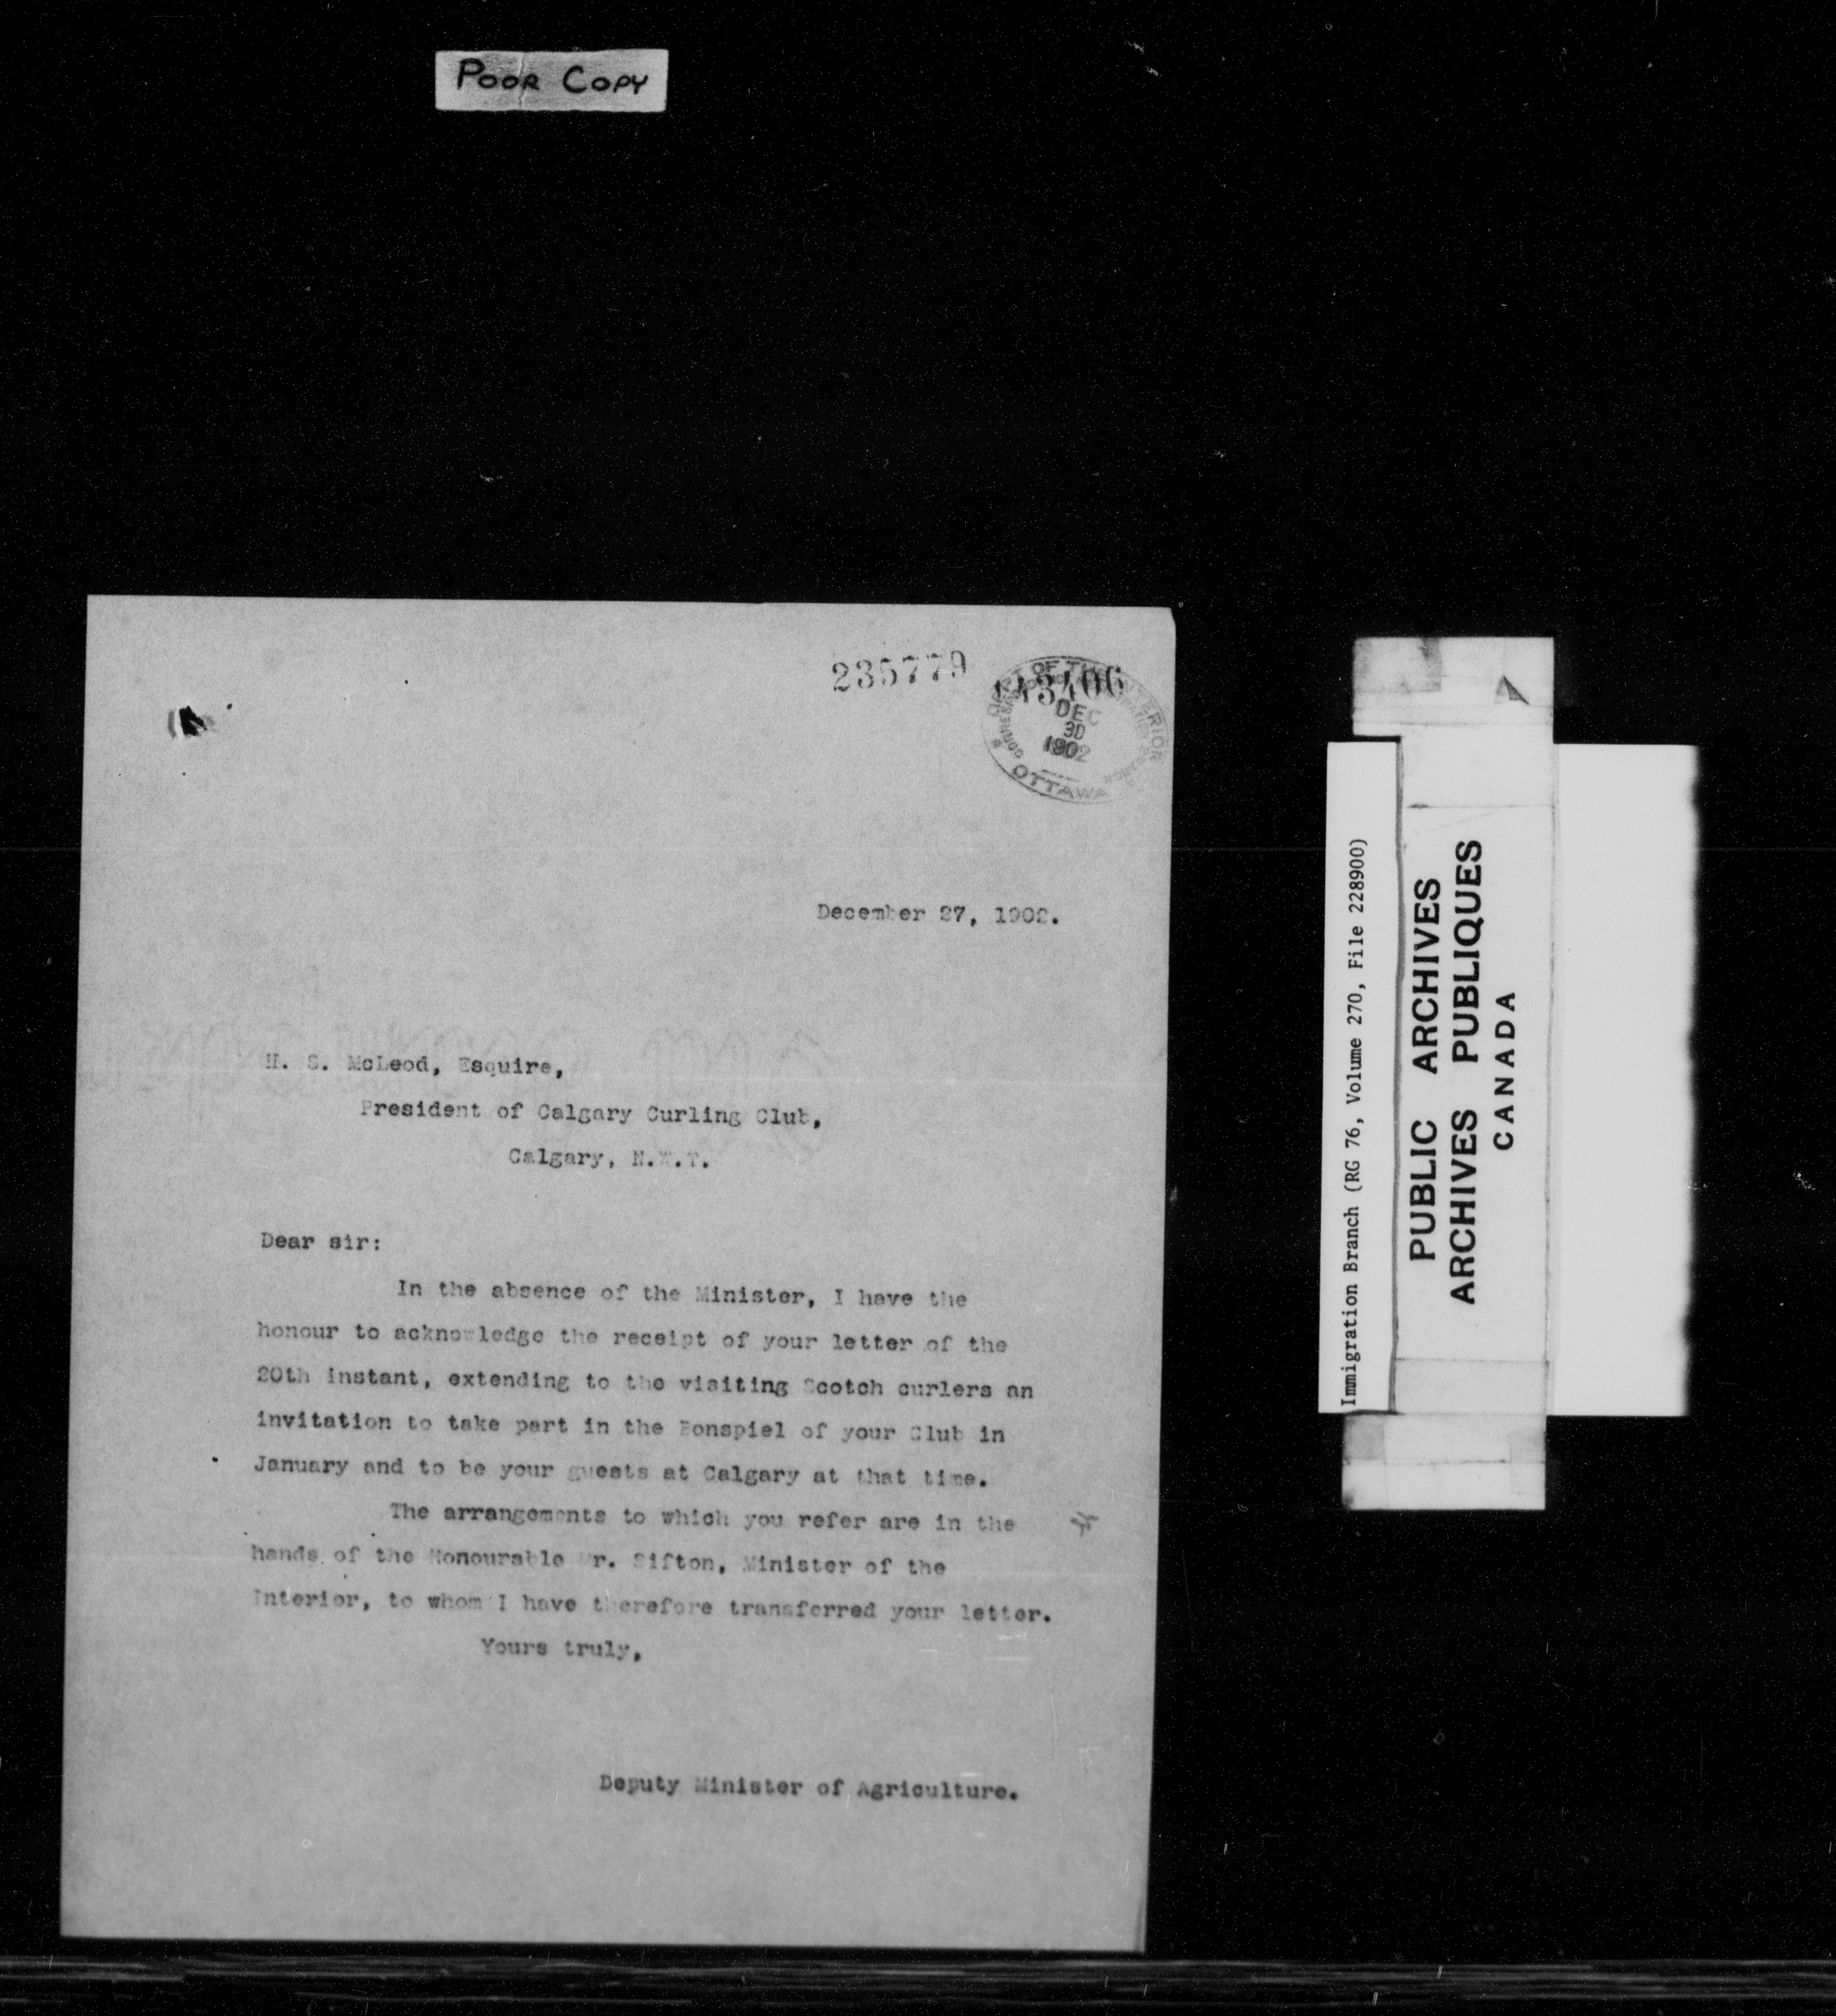 POOR COPY
235779
DEPT OF THE INTERIOR
DEC
30
1902
OTTAWA
December 27, 1902.
H. S. McLeod, Esquire,
President of Calgary Curling Club,
Calgary, N.W.T.
Dear sir:
In the absence of the Minister, I have the
honour to acknowledge the receipt of your letter of the
20th instant, extending to the visiting Scotch curlers an
invitation to take part in the Bonspiel of your Club in
January and to be your guests at Calgary at that time.
The arrangements to which you refer are in the
hands of the Honourable Mr. Sifton, Minister of the
Interior, to whom I have therefore transferred your letter.
Yours truly,
Deputy Minister of Agriculture.
Immigration Branch (RG 76, Volume 270, File 228900)
PUBLIC ARCHIVES
ARCHIVES PUBLIQUES
CANADA